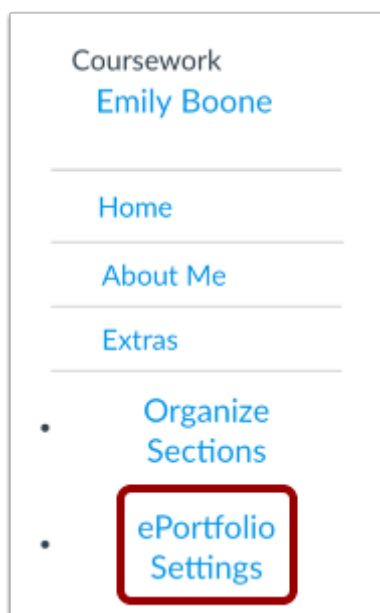 Coursework
Emily Boone
Home
About Me
Extras
Organize
Sections
ePortfolio
Settings